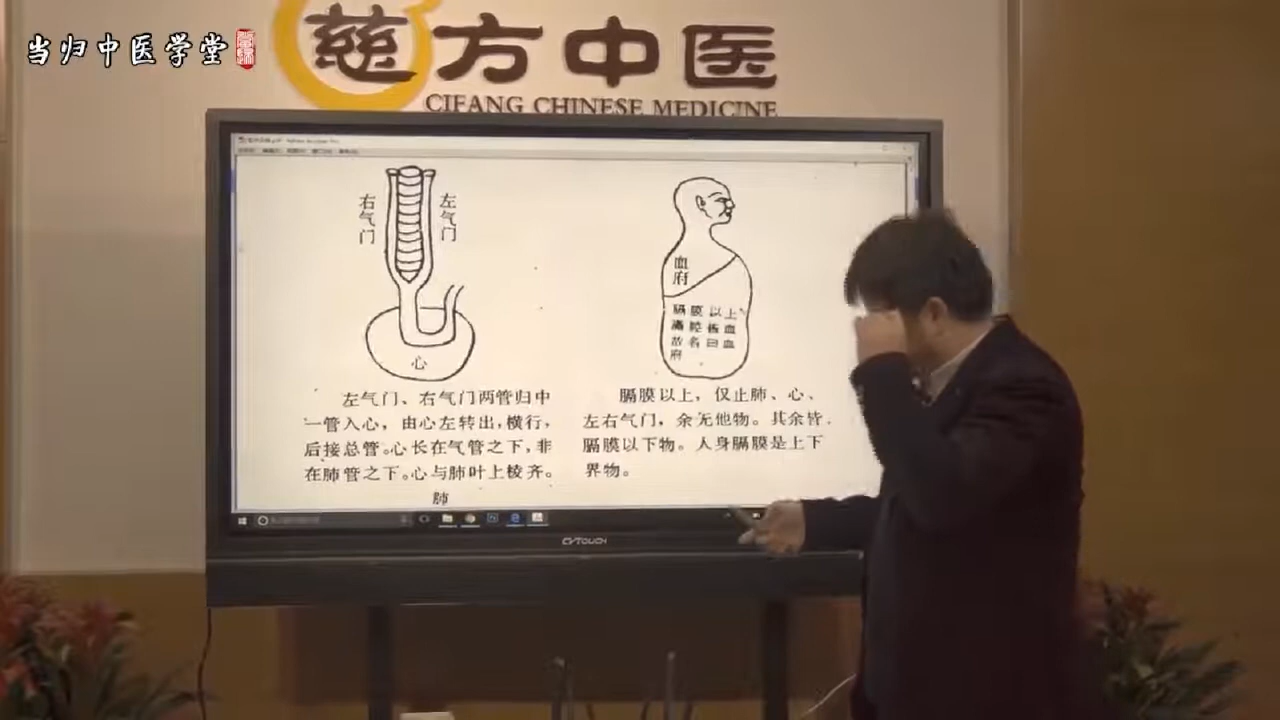 当归中医学堂
慈方中医
CIFANG CHINESE MEDICINE
右气门
左气门
心
左气门、右气门两管归中
一管入心，由心左转出，横行，
后接总管。心长在气管之下，非
在肺管之下。心与肺叶上棱齐。
肺
血府
膈膜以上
满腔皆血
故名曰血
府
膈膜以上，仅止肺、心、
左右气门，余无他物。其余皆
膈膜以下物。人身膈膜是上下
界物。
CVTOUCH